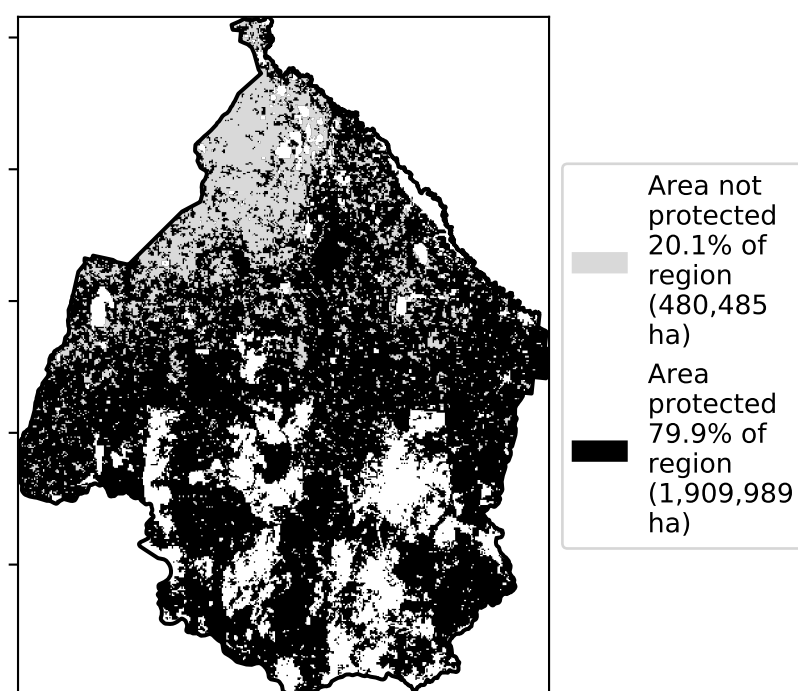 Area not
protected
20.1% of
region
(480,485
ha)
Area
protected
79.9% of
region
(1,909,989
ha)